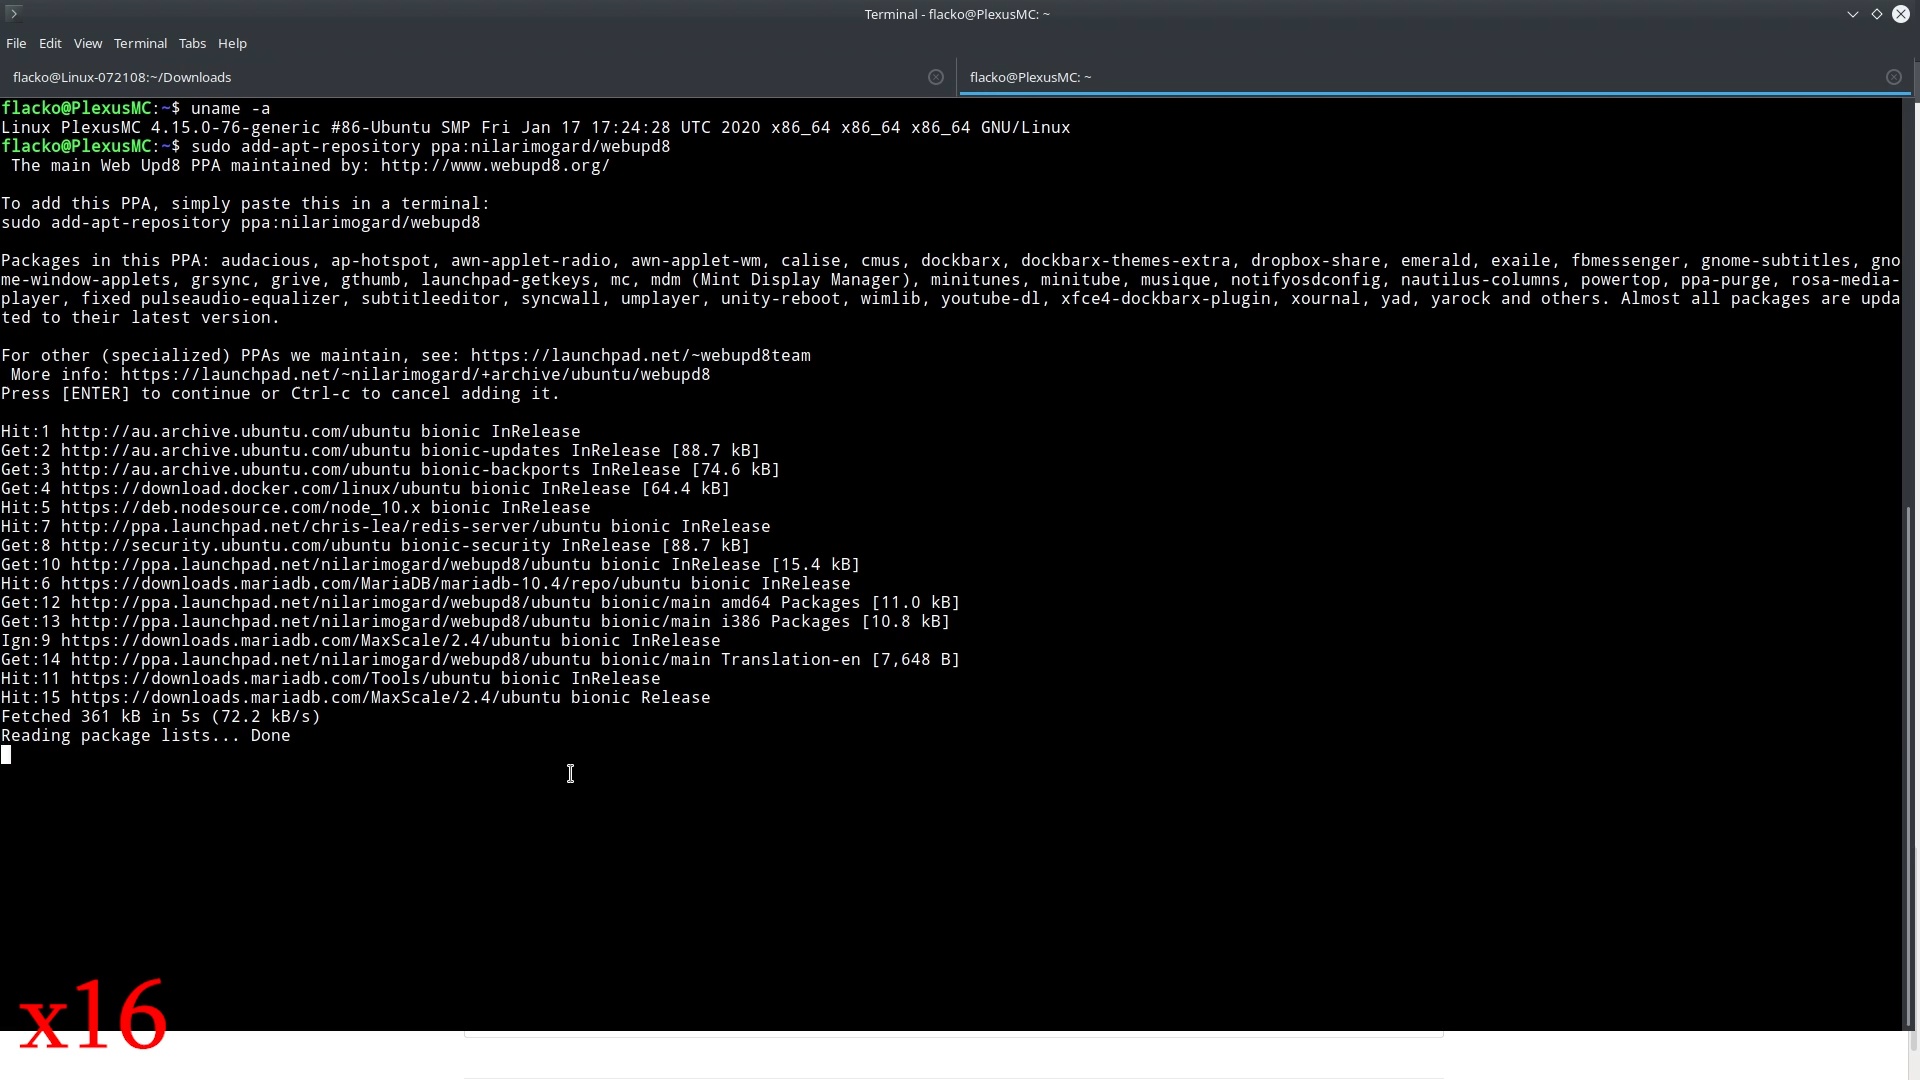 Terminal - flacko@PlexusMC: ~
File Edit View Terminal Tabs Help
flacko@Linux-072108:~/Downloads
flacko@PlexusMC: ~
flacko@PlexusMC:~$ uname -a
Linux PlexusMC 4.15.0-76-generic #86-Ubuntu SMP Fri Jan 17 17:24:28 UTC 2020 x86_64 x86_64 x86_64 GNU/Linux
flacko@PlexusMC:~$ sudo add-apt-repository ppa:nilarimogard/webupd8
The main Web Upd8 PPA maintained by: http://www.webupd8.org/
To add this PPA, simply paste this in a terminal:
sudo add-apt-repository ppa:nilarimogard/webupd8
Packages in this PPA: audacious, ap-hotspot, awn-applet-radio, awn-applet-wm, calise, cmus, dockbarx, dockbarx-themes-extra, dropbox-share, emerald, exaile, fbmessenger, gnome-subtitles, gno
me-window-applets, grsync, grive, gthumb, launchpad-getkeys, mc, mdm (Mint Display Manager), minitunes, minitube, musique, notifyosdconfig, nautilus-columns, powertop, ppa-purge, rosa-media-
player, fixed pulseaudio-equalizer, subtitleeditor, syncwall, umplayer, unity-reboot, wimlib, youtube-dl, xfce4-dockbarx-plugin, xournal, yad, yarock and others. Almost all packages are upda
ted to their latest version.
For other (specialized) PPAs we maintain, see: https://launchpad.net/~webupd8team
More info: https://launchpad.net/~nilarimogard/+archive/ubuntu/webupd8
Press [ENTER] to continue or Ctrl-c to cancel adding it.
Hit:1 http://au.archive.ubuntu.com/ubuntu bionic InRelease
Get:2 http://au.archive.ubuntu.com/ubuntu bionic-updates InRelease [88.7 kB]
Get:3 http://au.archive.ubuntu.com/ubuntu bionic-backports InRelease [74.6 kB]
Get:4 https://download.docker.com/linux/ubuntu bionic InRelease [64.4 kB]
Hit:5 https://deb.nodesource.com/node_10.x bionic InRelease
Hit:7 http://ppa.launchpad.net/chris-lea/redis-server/ubuntu bionic InRelease
Get:8 http://security.ubuntu.com/ubuntu bionic-security InRelease [88.7 kB]
Get:10 http://ppa.launchpad.net/nilarimogard/webupd8/ubuntu bionic InRelease [15.4 kB]
Hit:6 https://downloads.mariadb.com/MariaDB/mariadb-10.4/repo/ubuntu bionic InRelease
Get:12 http://ppa.launchpad.net/nilarimogard/webupd8/ubuntu bionic/main amd64 Packages [11.0 kB]
Get:13 http://ppa.launchpad.net/nilarimogard/webupd8/ubuntu bionic/main i386 Packages [10.8 kB]
Ign:9 https://downloads.mariadb.com/MaxScale/2.4/ubuntu bionic InRelease
Get:14 http://ppa.launchpad.net/nilarimogard/webupd8/ubuntu bionic/main Translation-en [7,648 B]
Hit:11 https://downloads.mariadb.com/Tools/ubuntu bionic InRelease
Hit:15 https://downloads.mariadb.com/MaxScale/2.4/ubuntu bionic Release
Fetched 361 kB in 5s (72.2 kB/s)
Reading package lists... Done
x16